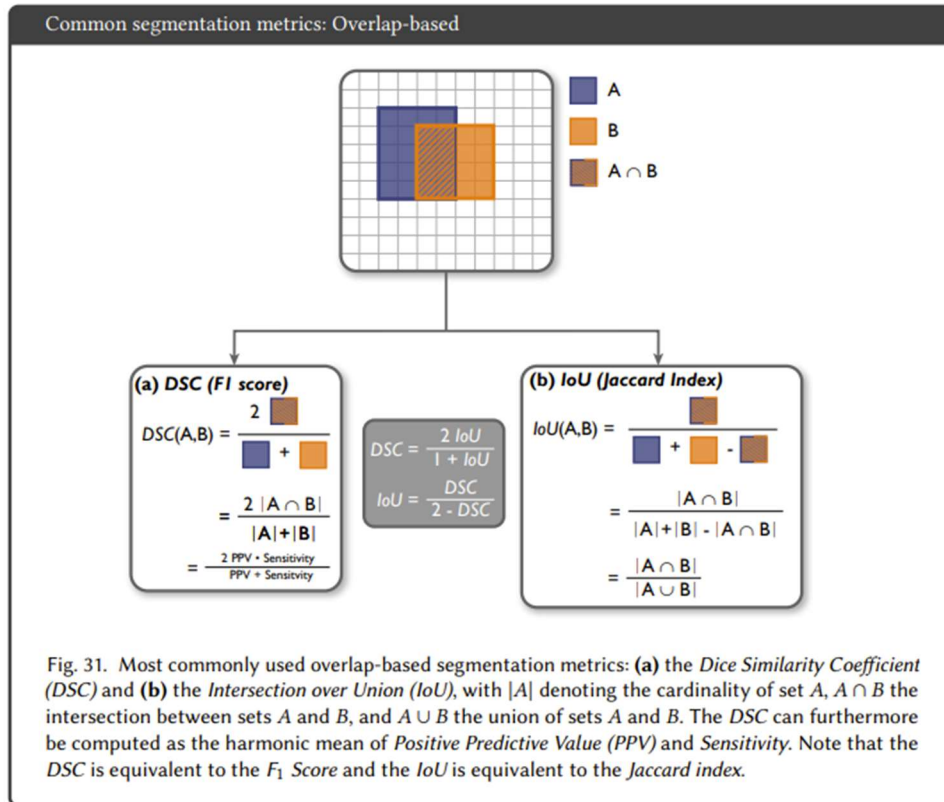 Common segmentation metrics: Overlap-based
A
B
A ∩ B
(a) DSC (F1 score)
DSC(A,B) = 2 / +
= 2 |A ∩ B| / |A|+|B|
= 2 PPV • Sensitivity / PPV + Sensitvity
DSC = 2 IoU / 1 + IoU
IoU = DSC / 2 - DSC
(b) IoU (Jaccard Index)
IoU(A,B) = / + -
= |A ∩ B| / |A|+|B| - |A ∩ B|
= |A ∩ B| / |A ∪ B|
Fig. 31. Most commonly used overlap-based segmentation metrics: (a) the Dice Similarity Coefficient
(DSC) and (b) the Intersection over Union (IoU), with |A| denoting the cardinality of set A, A ∩ B the
intersection between sets A and B, and A ∪ B the union of sets A and B. The DSC can furthermore
be computed as the harmonic mean of Positive Predictive Value (PPV) and Sensitivity. Note that the
DSC is equivalent to the F₁ Score and the IoU is equivalent to the Jaccard index.